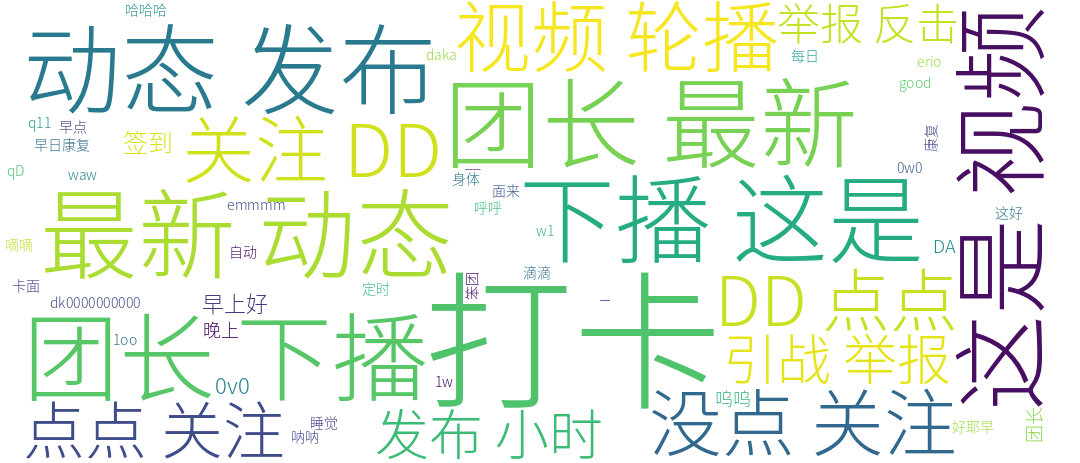 哈哈哈
动态 发布
daka
视频 轮播
举报 反击
每日
erio
good
视频 这是
q11
早点
早日康复
签到
关注 DD
团长 最新
康复
qD
waw
身体
一
面来
0w0
最新 动态
emmmm
呼呼
下播 这是
w1
这好
嘀嘀
自动
DA
卡面
dk0000000000
早上好
定时
滴滴
一
DD 点点
团长 下播
loo
晚上
打卡
引战 举报
0v0
lw
呜呜
点点 关注
睡觉
呐呐
发布 小时
没点 关注
好耶早
团长